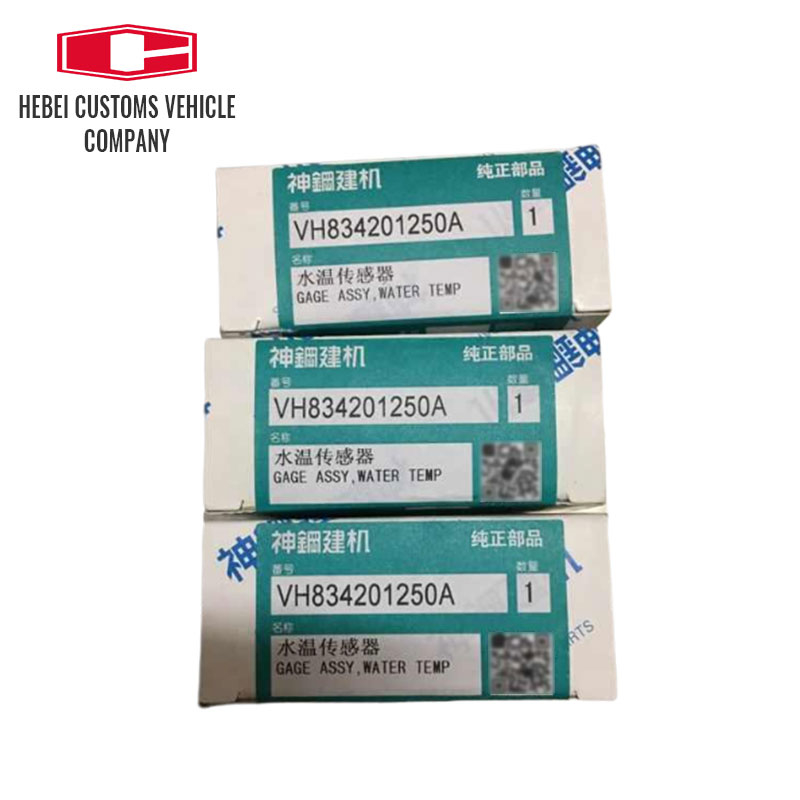 HEBEI CUSTOMS VEHICLE
COMPANY
神鋼建机 纯正部品
番号 数量
VH834201250A 1
名称
水温传感器
GAGE ASSY,WATER TEMP
神鋼建机 纯正部品
番号 数量
VH834201250A 1
名称
水温传感器
GAGE ASSY,WATER TEMP
神鋼建机 纯正部品
番号 数量
VH834201250A 1
名称
水温传感器
GAGE ASSY,WATER TEMP